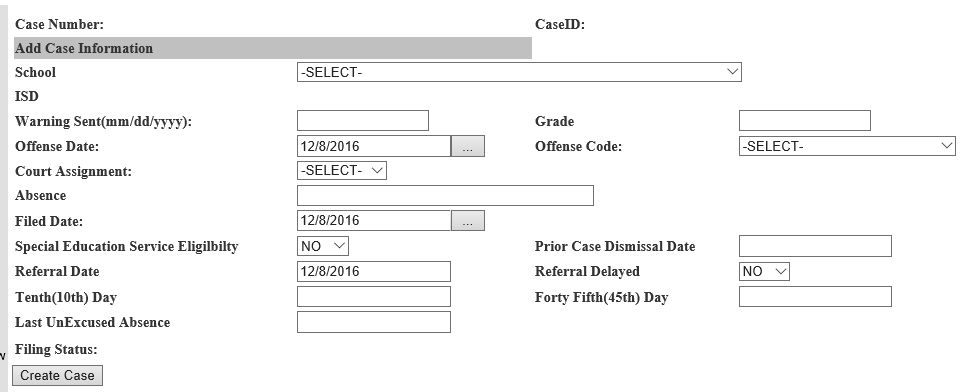 Case Number: CaseID:
Add Case Information
School -SELECT-
ISD
Warning Sent(mm/dd/yyyy): Grade
Offense Date: 12/8/2016 ... Offense Code: -SELECT-
Court Assignment: -SELECT-
Absence
Filed Date: 12/8/2016 ...
Special Education Service Eligilbilty NO Prior Case Dismissal Date
Referral Date 12/8/2016 Referral Delayed NO
Tenth(10th) Day Forty Fifth(45th) Day
Last UnExcused Absence
Filing Status:
w
Create Case